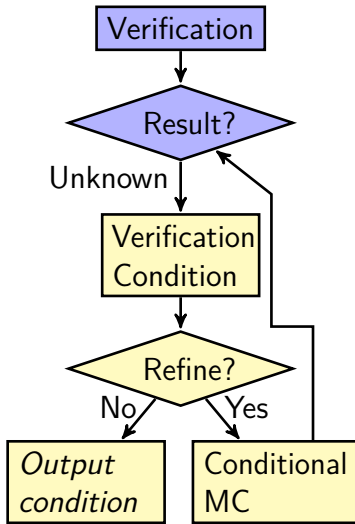 Verification
Result?
Unknown
Verification
Condition
Refine?
No
Yes
Output
condition
Conditional
MC